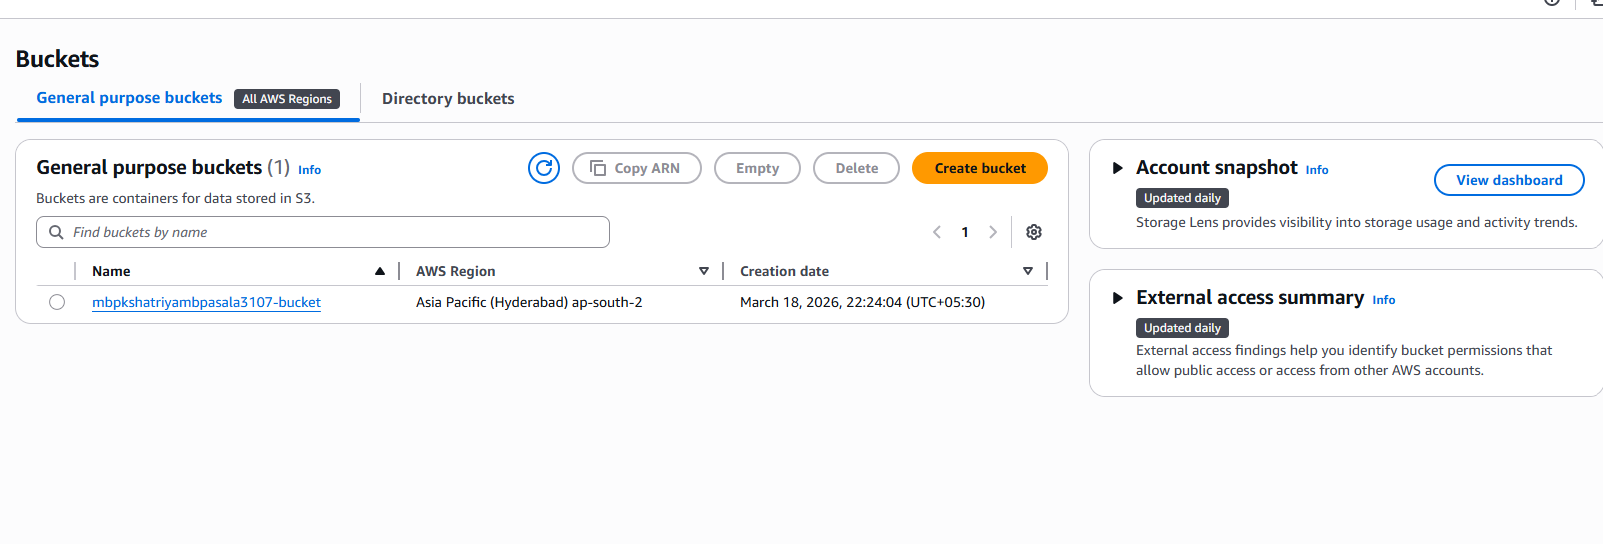 Buckets
General purpose buckets All AWS Regions Directory buckets
General purpose buckets (1) Info
Copy ARN Empty Delete Create bucket
Buckets are containers for data stored in S3.
Find buckets by name
1
Name AWS Region Creation date
mbpkshatriyambpasala3107-bucket Asia Pacific (Hyderabad) ap-south-2 March 18, 2026, 22:24:04 (UTC+05:30)
Account snapshot Info
View dashboard
Updated daily
Storage Lens provides visibility into storage usage and activity trends.
External access summary Info
Updated daily
External access findings help you identify bucket permissions that
allow public access or access from other AWS accounts.